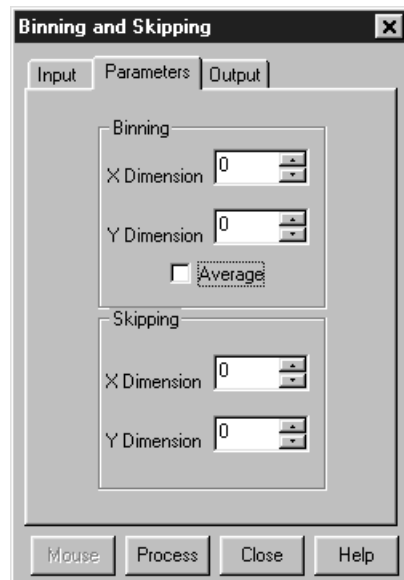 Binning and Skipping
Input Parameters Output
Binning
X Dimension 0
Y Dimension 0
Average
Skipping
X Dimension 0
Y Dimension 0
Mouse Process Close Help